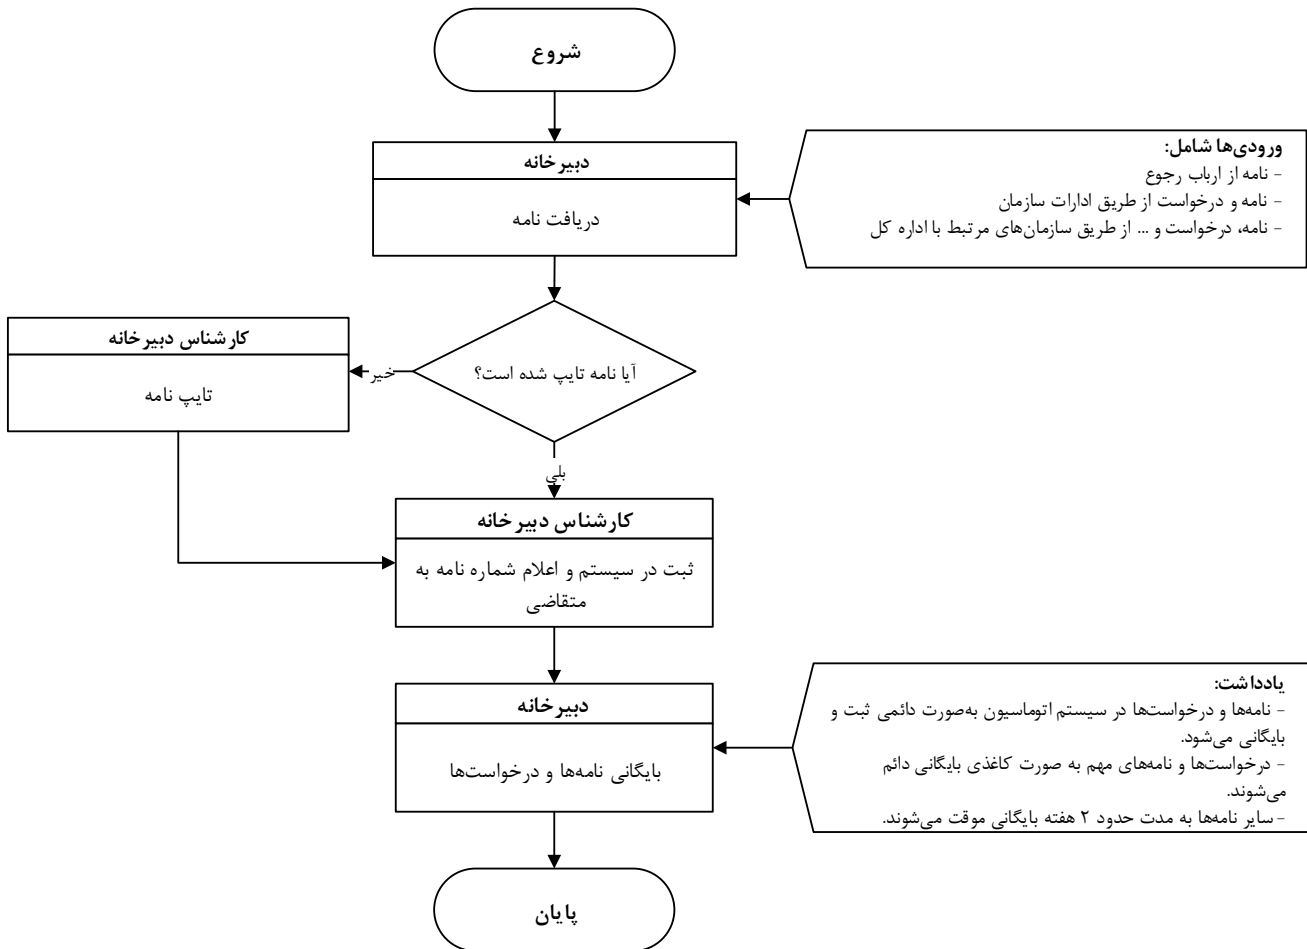 شروع
دبیرخانه
دریافت نامه
ورودی‌ها شامل:
- نامه از ارباب رجوع
- نامه و درخواست از طریق ادارات سازمان
- نامه، درخواست و ... از طریق سازمان‌های مرتبط با اداره کل
آیا نامه تایپ شده است؟
خیر
کارشناس دبیرخانه
تایپ نامه
بلی
کارشناس دبیرخانه
ثبت در سیستم و اعلام شماره نامه به
متقاضی
دبیرخانه
بایگانی نامه‌ها و درخواست‌ها
یادداشت:
- نامه‌ها و درخواست‌ها در سیستم اتوماسیون به‌صورت دائمی ثبت و
بایگانی می‌شود.
- درخواست‌ها و نامه‌های مهم به صورت کاغذی بایگانی دائم
می‌شوند.
- سایر نامه‌ها به مدت حدود ۲ هفته بایگانی موقت می‌شوند.
پایان